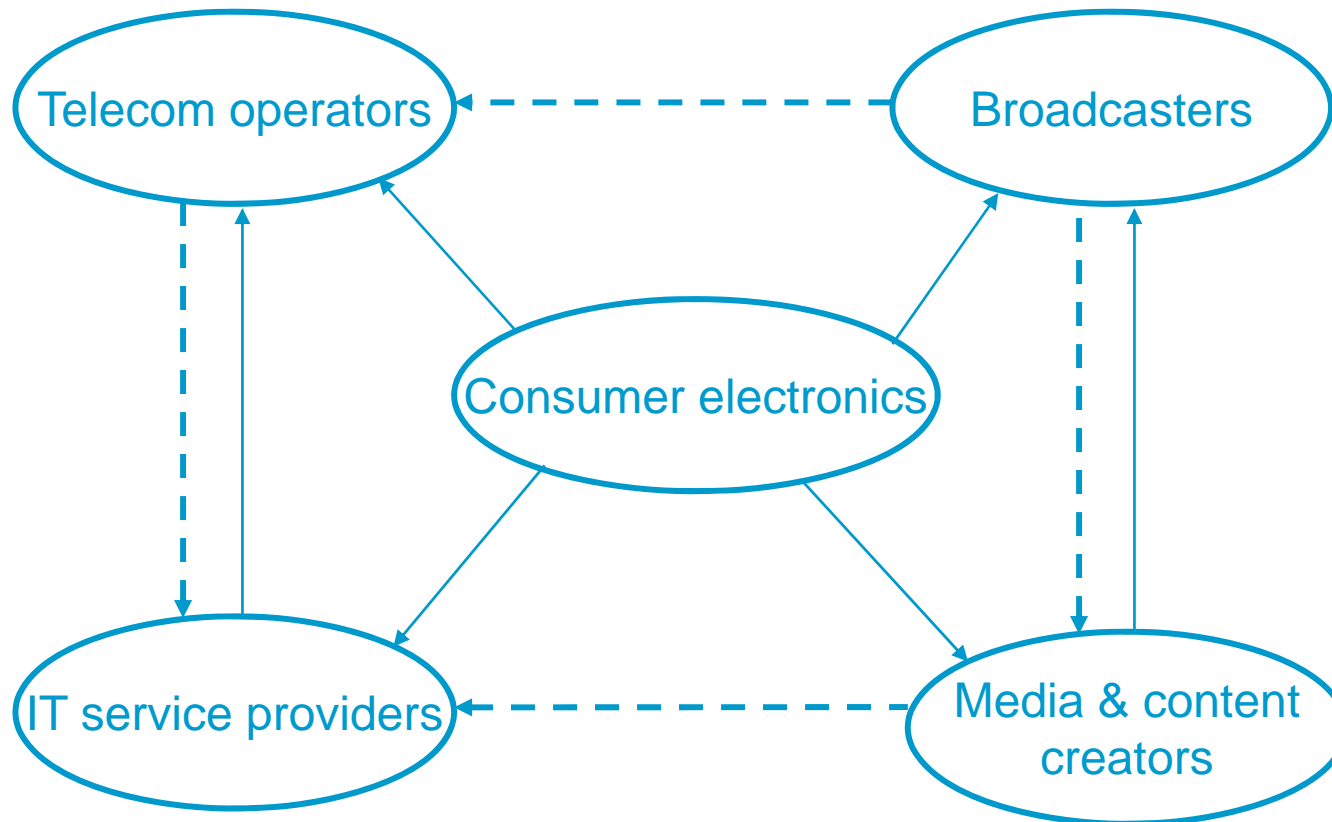 Telecom operators
Broadcasters
Consumer electronics
IT service providers
Media & content
creators